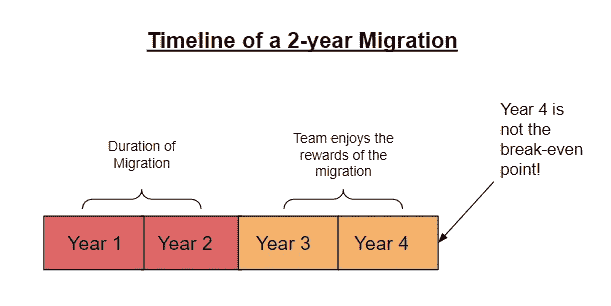 Timeline of a 2-year Migration
Duration of
Migration
Team enjoys the
rewards of the
migration
Year 4 is
not the
break-even
point!
Year 1
Year 2
Year 3
Year 4